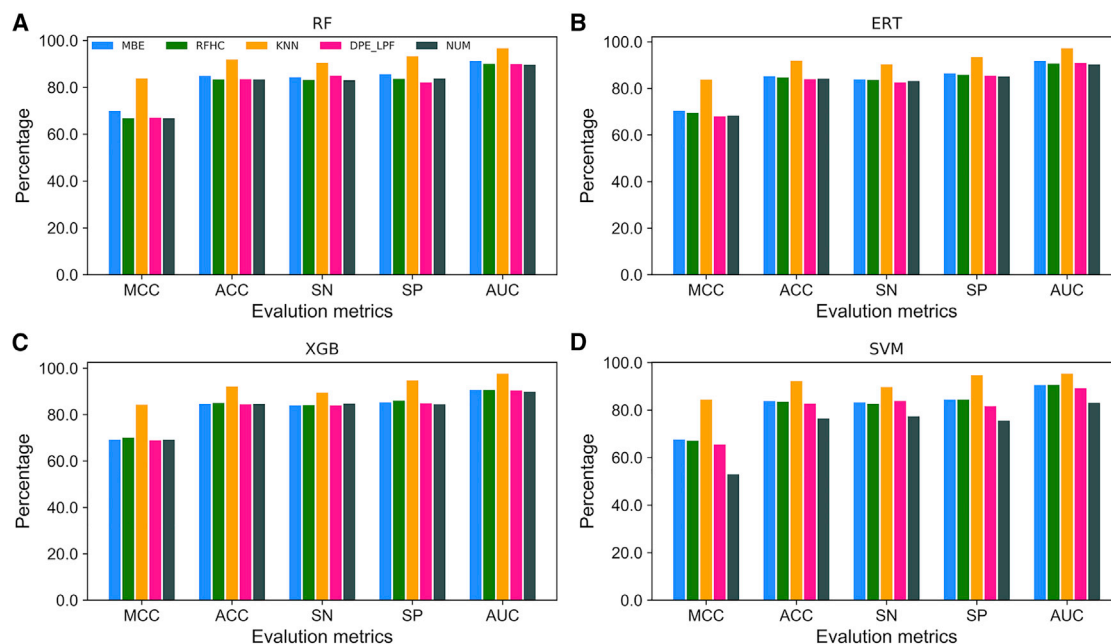 A
RF
MBE RFHC KNN DPE_LPF NUM
100.0
80.0
60.0
40.0
20.0
0.0
Percentage
MCC ACC SN SP AUC
Evalution metrics
B
ERT
100.0
80.0
60.0
40.0
20.0
0.0
Percentage
MCC ACC SN SP AUC
Evalution metrics
C
XGB
100.0
80.0
60.0
40.0
20.0
0.0
Percentage
MCC ACC SN SP AUC
Evalution metrics
D
SVM
100.0
80.0
60.0
40.0
20.0
0.0
Percentage
MCC ACC SN SP AUC
Evalution metrics